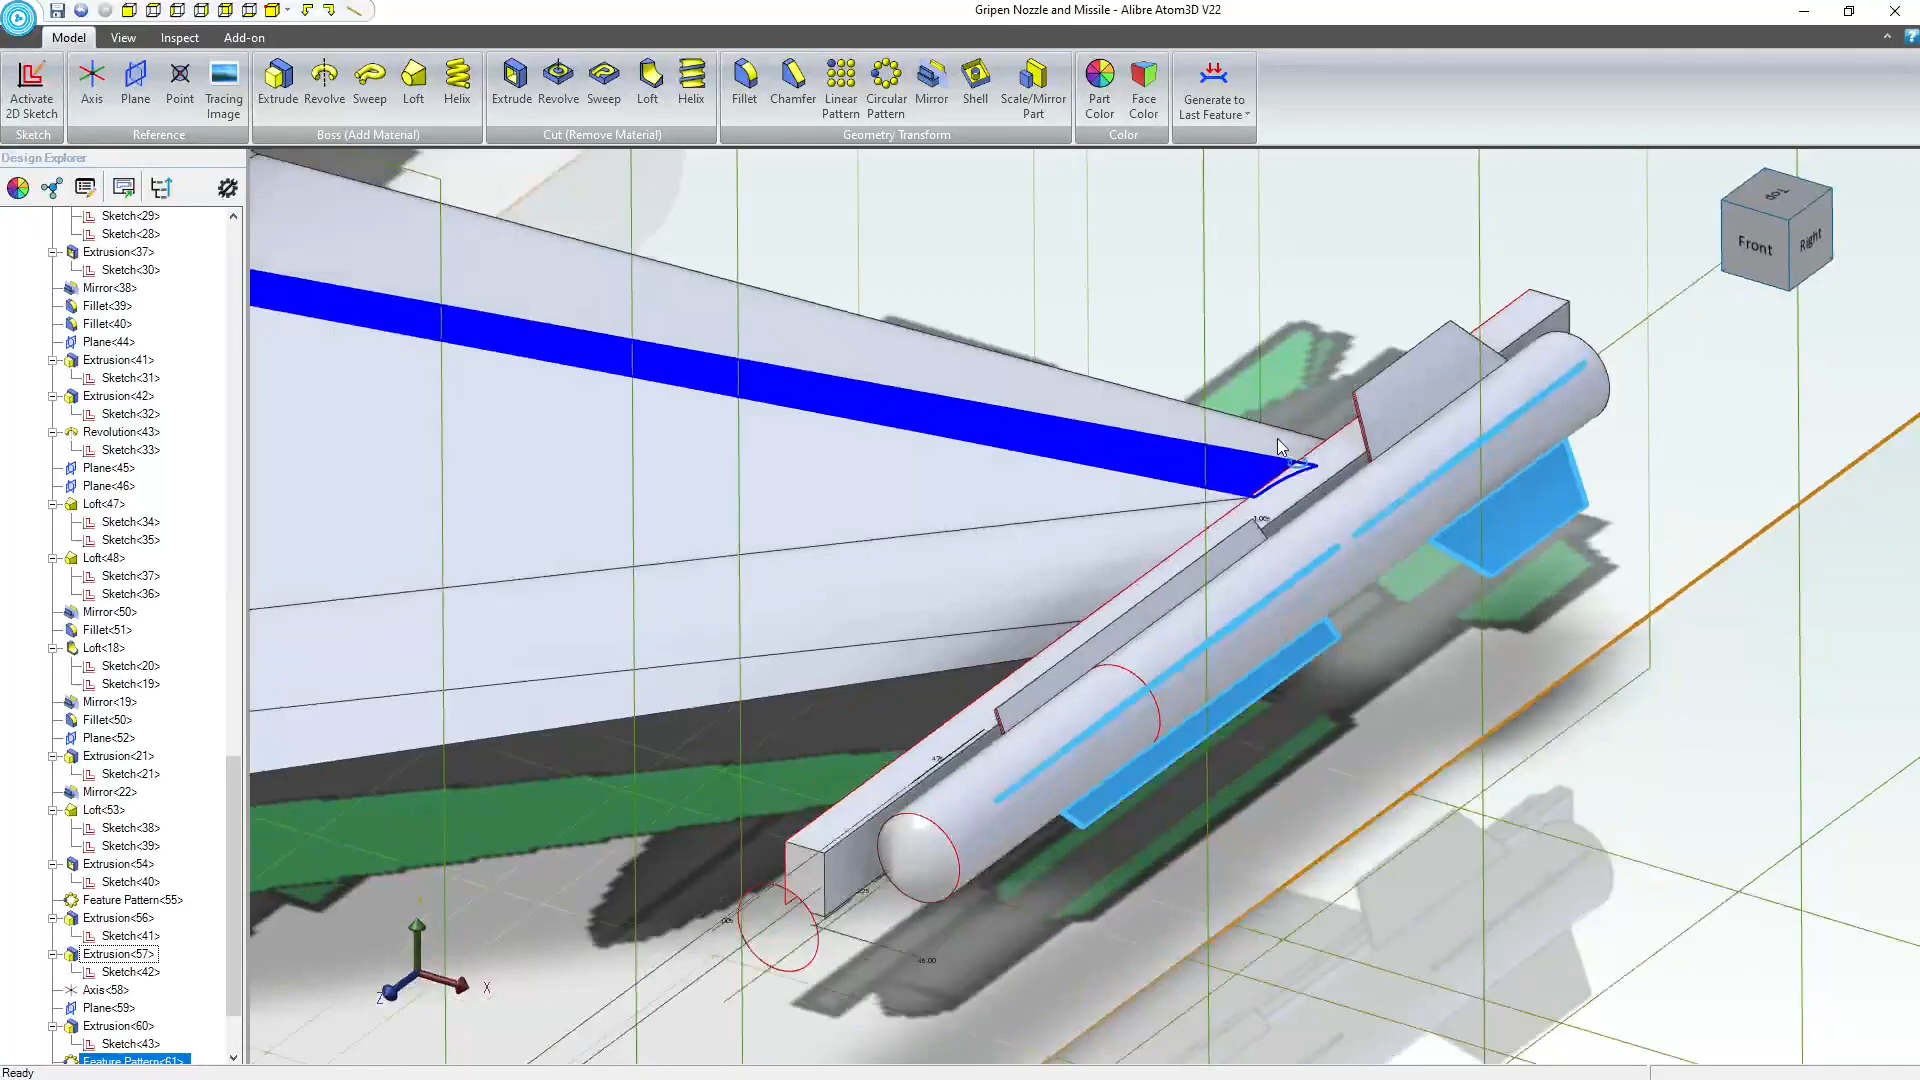 Gripen Nozzle and Missile - Alibre Atom3D V22
Model View Inspect Add-on
Activate 2D Sketch
Axis Plane Point Tracing Image
Extrude Revolve Sweep Loft Helix
Extrude Revolve Sweep Loft Helix
Fillet Chamfer Linear Pattern Circular Pattern Mirror Shell Scale/Mirror Part
Part Color Face Color
Generate to Last Feature
Sketch Reference Boss (Add Material) Cut (Remove Material) Geometry Transform Color
Design Explorer
Sketch<29>
Sketch<28>
Extrusion<37>
Sketch<30>
Mirror<38>
Fillet<39>
Fillet<40>
Plane<44>
Extrusion<41>
Sketch<31>
Extrusion<42>
Sketch<32>
Revolution<43>
Sketch<33>
Plane<45>
Plane<46>
Loft<47>
Sketch<34>
Sketch<35>
Loft<48>
Sketch<37>
Sketch<36>
Mirror<50>
Fillet<51>
Loft<18>
Sketch<20>
Sketch<19>
Mirror<19>
Fillet<50>
Plane<52>
Extrusion<21>
Sketch<21>
Mirror<22>
Loft<53>
Sketch<38>
Sketch<39>
Extrusion<54>
Sketch<40>
Feature Pattern<55>
Extrusion<56>
Sketch<41>
Extrusion<57>
Sketch<42>
Axis<58>
Plane<59>
Extrusion<60>
Sketch<43>
Feature Pattern<61>
TOP
Front Right
X
Z
Ready